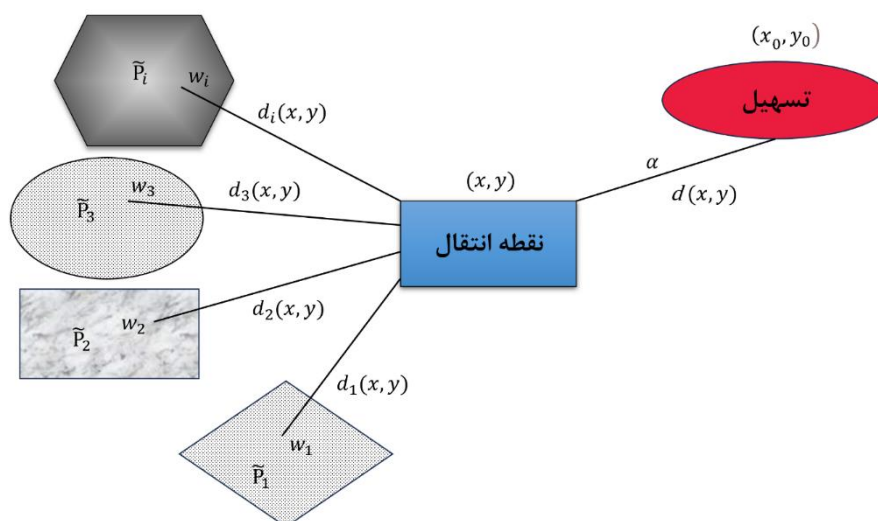 (x₀, y₀)
تسهیل
α
d(x, y)
(x, y)
نقطه انتقال
P̃ᵢ
wᵢ
dᵢ(x, y)
P̃₃
w₃
d₃(x, y)
P̃₂
w₂
d₂(x, y)
P̃₁
w₁
d₁(x, y)